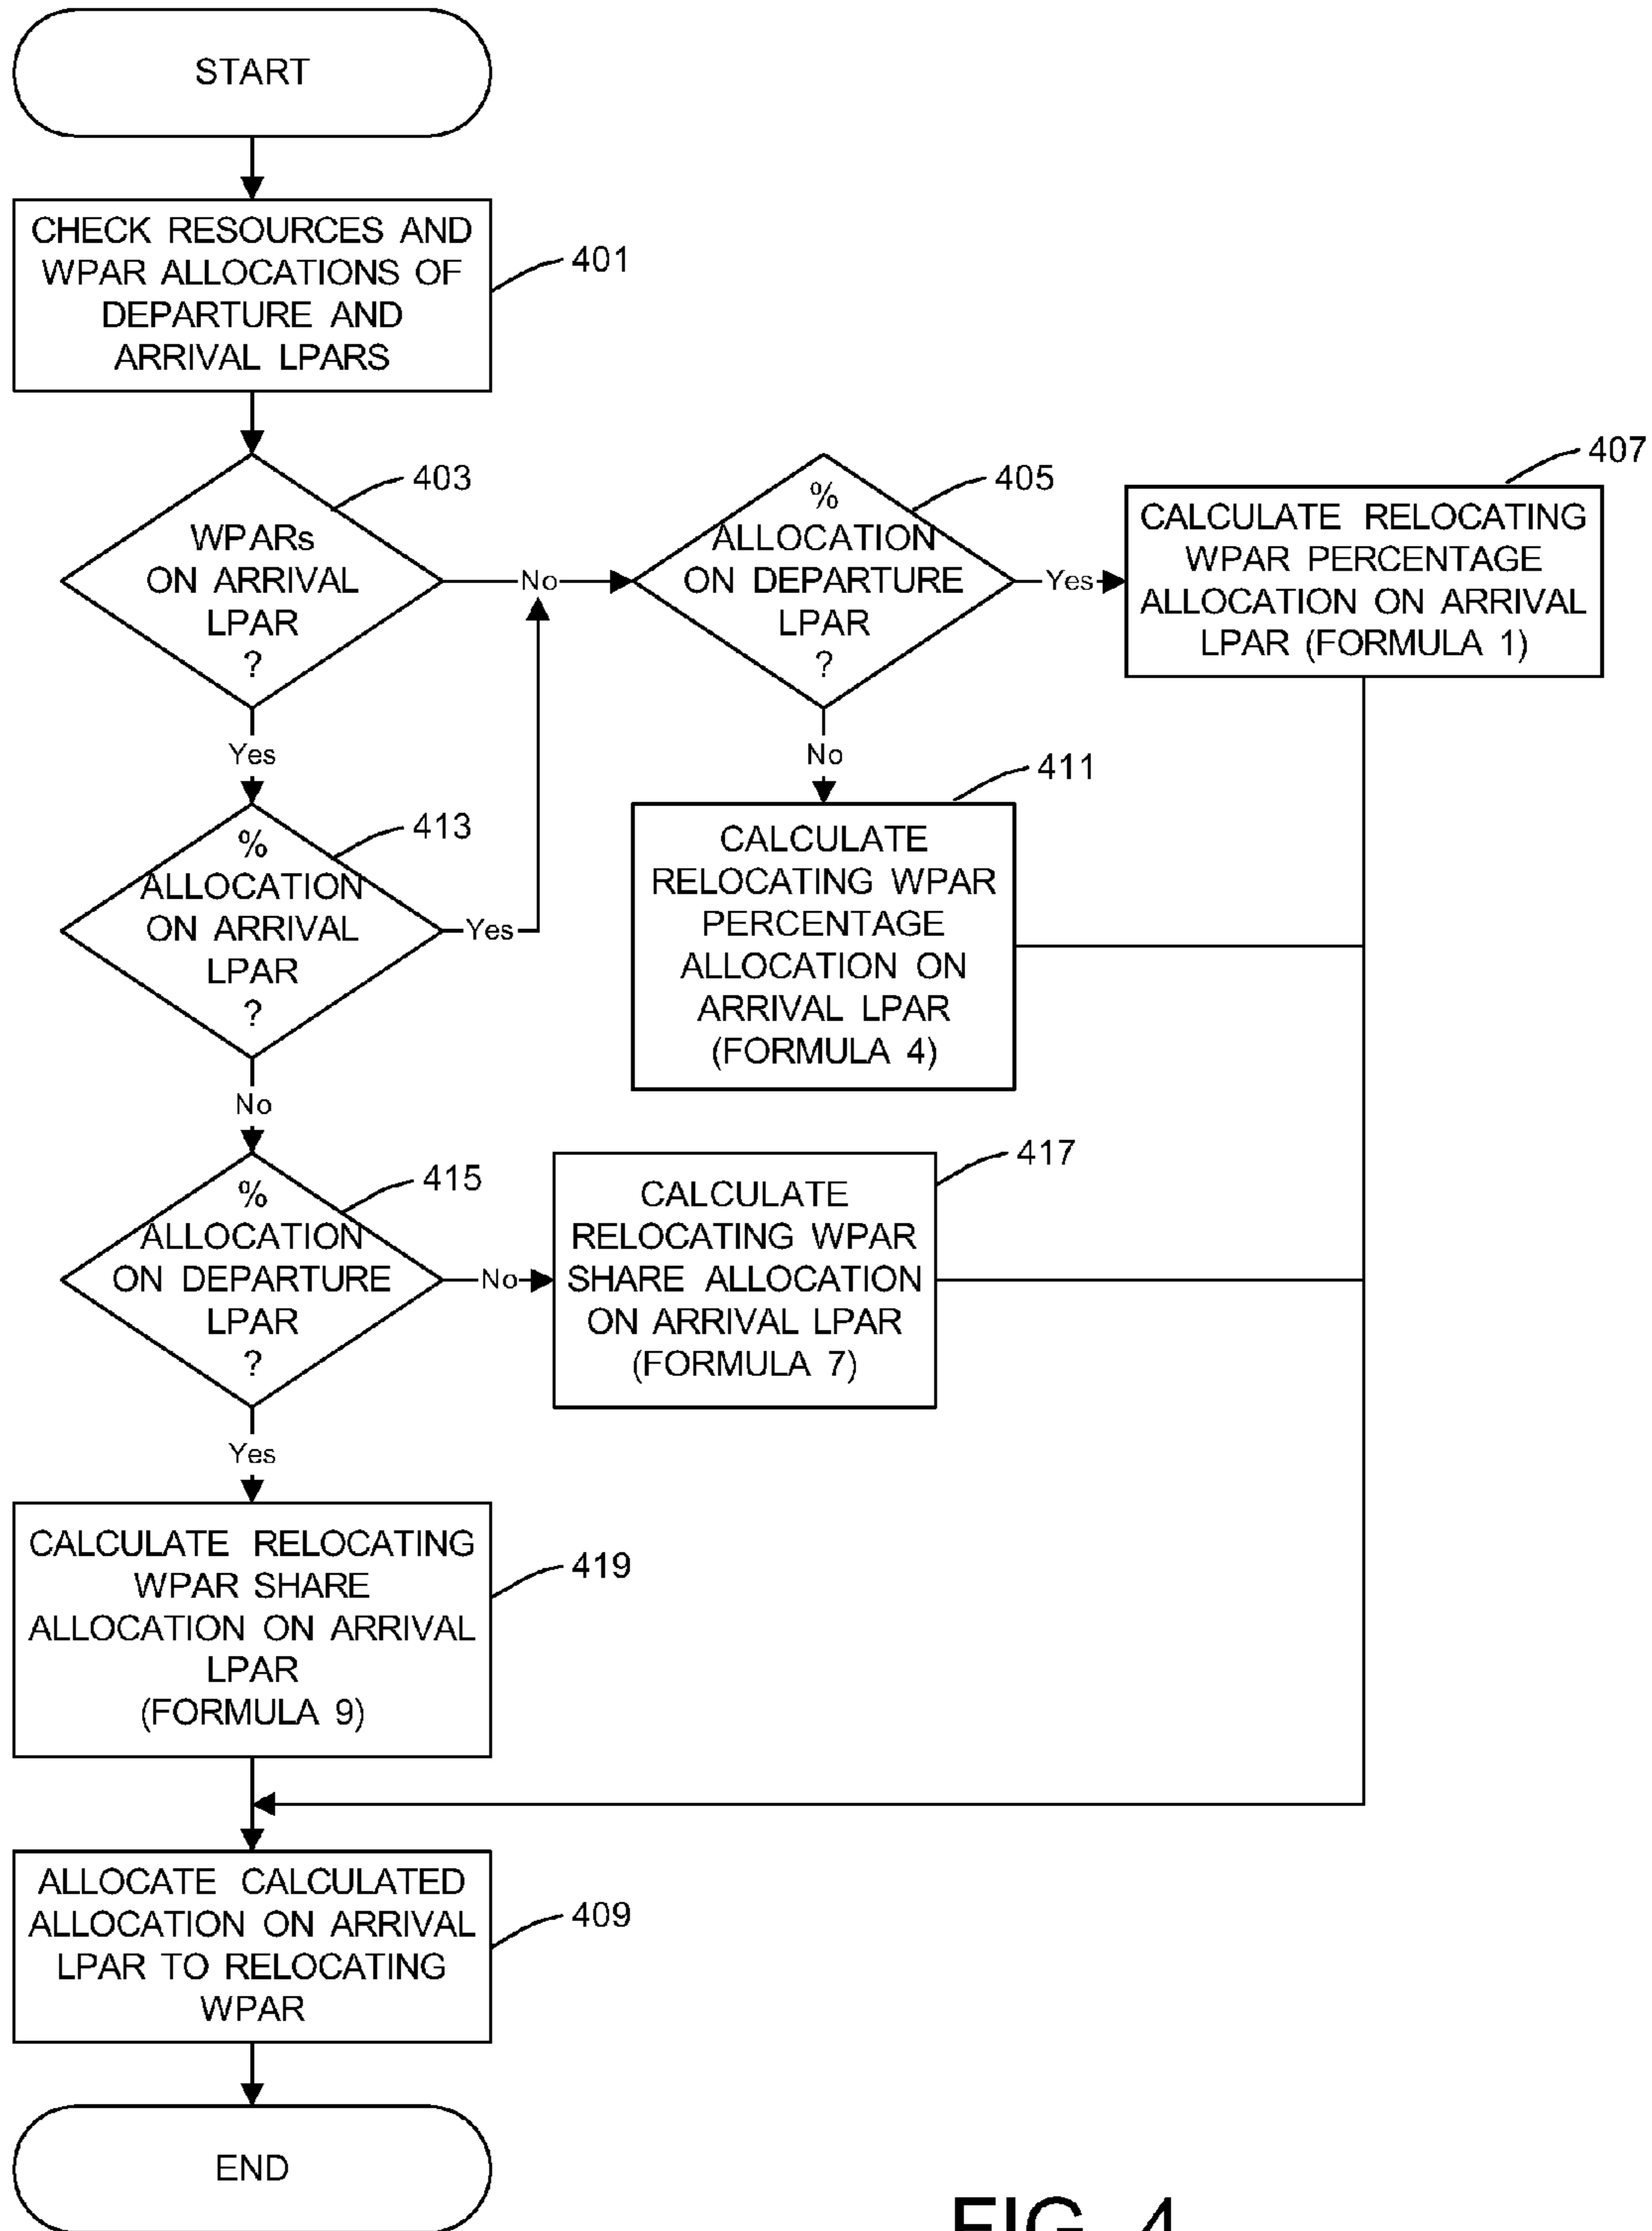 START
CHECK RESOURCES AND
WPAR ALLOCATIONS OF
DEPARTURE AND
ARRIVAL LPARS
401
WPARs
ON ARRIVAL
LPAR
?
403
No
Yes
%
ALLOCATION
ON DEPARTURE
LPAR
?
405
Yes
No
CALCULATE RELOCATING
WPAR PERCENTAGE
ALLOCATION ON ARRIVAL
LPAR (FORMULA 1)
407
CALCULATE
RELOCATING WPAR
PERCENTAGE
ALLOCATION ON
ARRIVAL LPAR
(FORMULA 4)
411
%
ALLOCATION
ON ARRIVAL
LPAR
?
413
Yes
No
%
ALLOCATION
ON DEPARTURE
LPAR
?
415
No
Yes
CALCULATE
RELOCATING WPAR
SHARE ALLOCATION
ON ARRIVAL LPAR
(FORMULA 7)
417
CALCULATE RELOCATING
WPAR SHARE
ALLOCATION ON ARRIVAL
LPAR
(FORMULA 9)
419
ALLOCATE CALCULATED
ALLOCATION ON ARRIVAL
LPAR TO RELOCATING
WPAR
409
END
FIG. 4